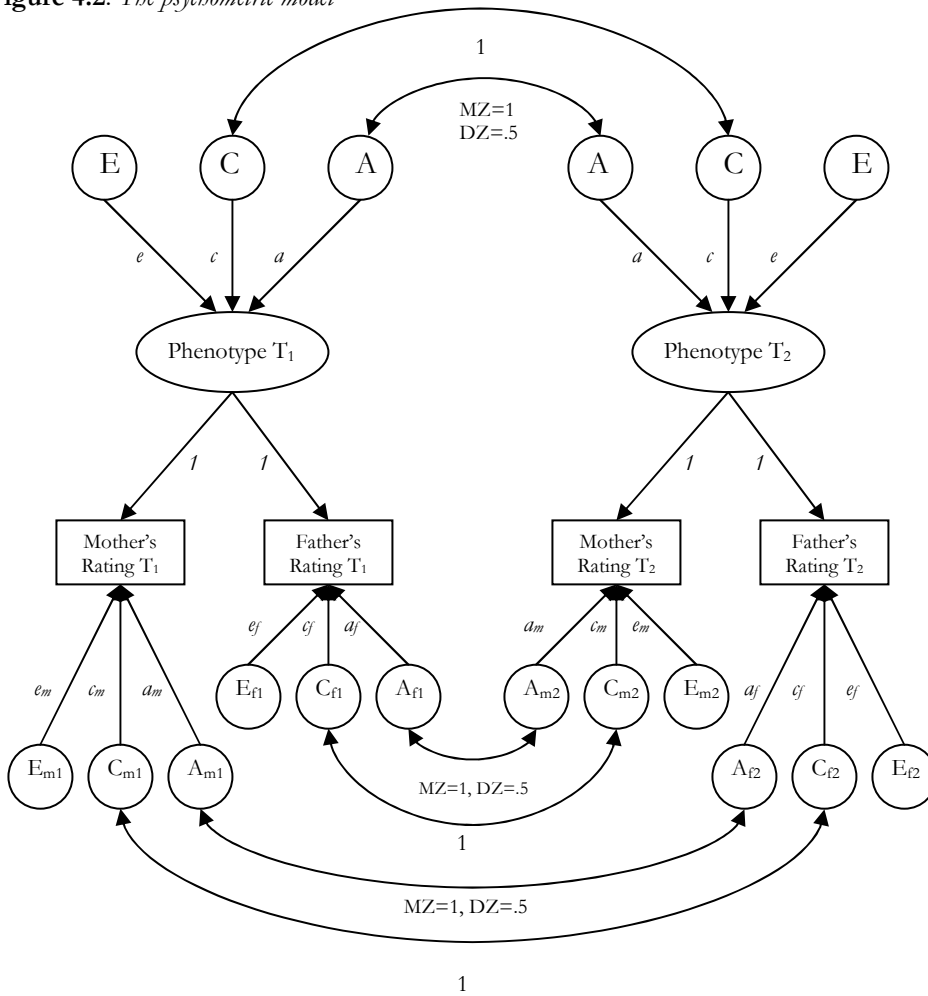 Figure 4.2: The psychometric model
1
MZ=1
DZ=.5
E C A A C E
e c a a c e
Phenotype T1 Phenotype T2
1 1 1 1
Mother's Father's Mother's Father's
Rating T1 Rating T1 Rating T2 Rating T2
ef cf af am cm em
em cm am af cf ef
Ef1 Cf1 Af1 Am2 Cm2 Em2
Em1 Cm1 Am1 Af2 Cf2 Ef2
MZ=1, DZ=.5
1
MZ=1, DZ=.5
1